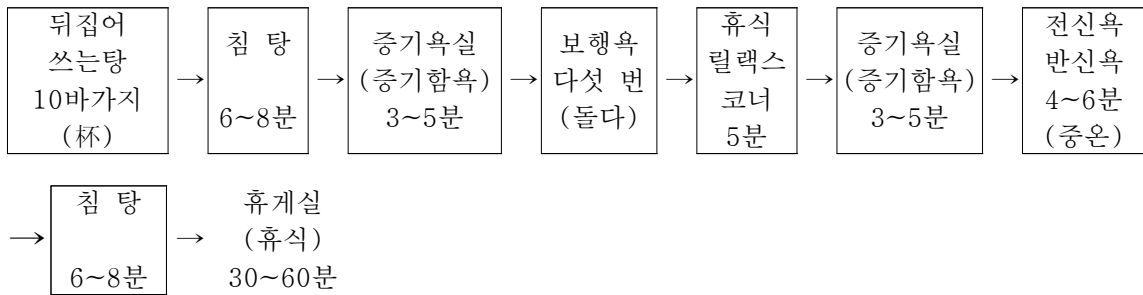 뒤집어
쓰는탕
10바가지
(杯)
→
침 탕
6~8분
→
증기욕실
(증기함욕)
3~5분
→
보행욕
다섯 번
(돌다)
→
휴식
릴랙스
코너
5분
→
증기욕실
(증기함욕)
3~5분
→
전신욕
반신욕
4~6분
(중온)
→
침 탕
6~8분
→
휴게실
(휴식)
30~60분